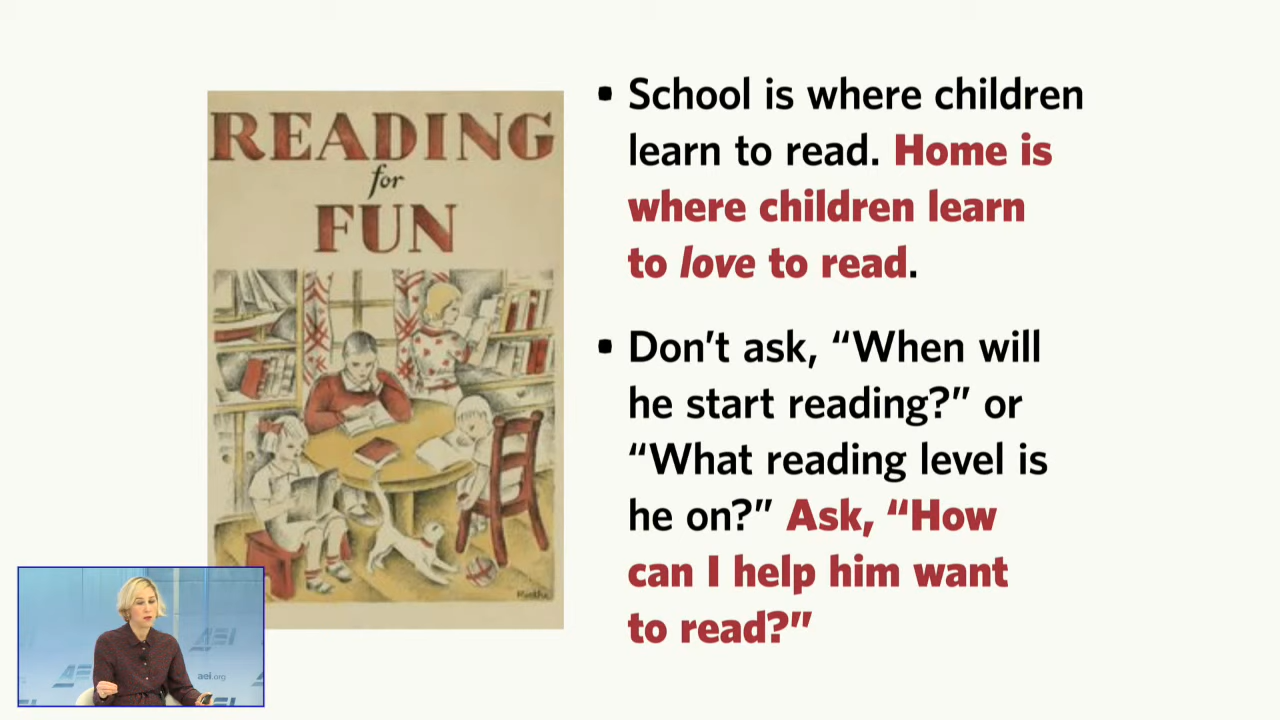 READING
for
FUN
• School is where children
learn to read. Home is
where children learn
to love to read.
• Don’t ask, “When will
he start reading?” or
“What reading level is
he on?” Ask, “How
can I help him want
to read?”
AEI
aei.org